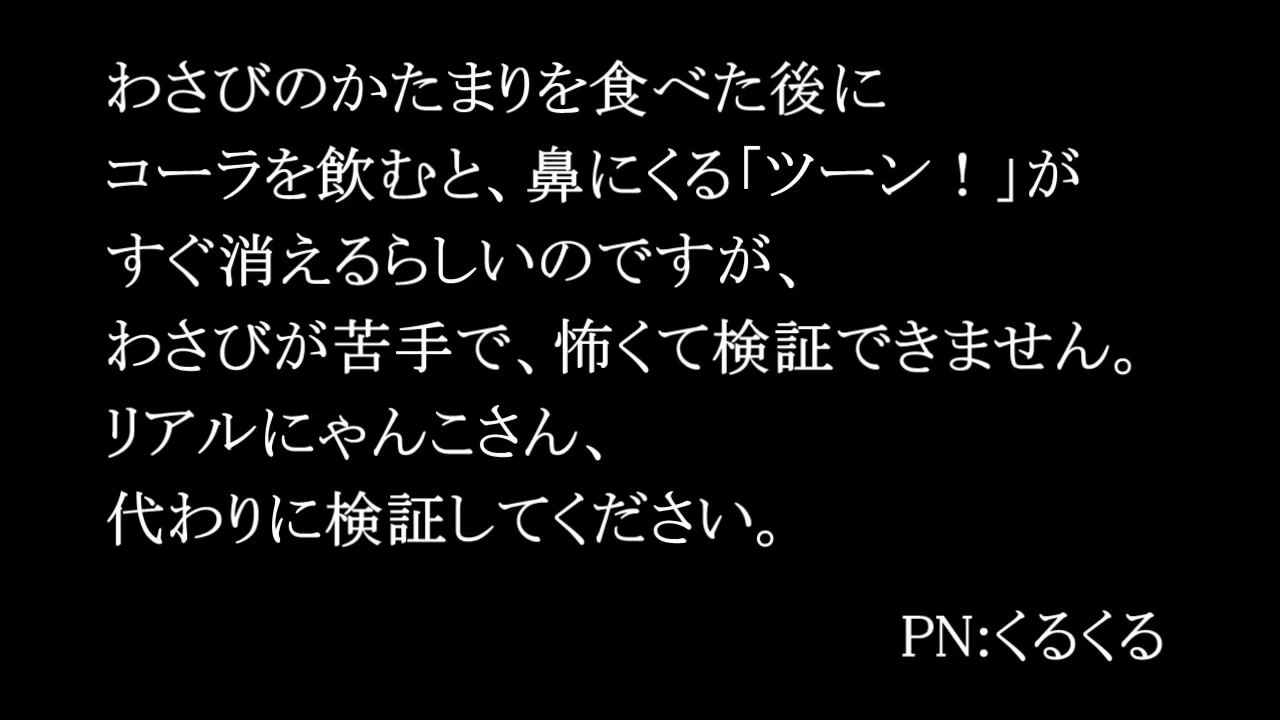 わさびのかたまりを食べた後に
コーラを飲むと、鼻にくる「ツーン！」が
すぐ消えるらしいのですが、
わさびが苦手で、怖くて検証できません。
リアルにゃんこさん、
代わりに検証してください。
PN:くるくる